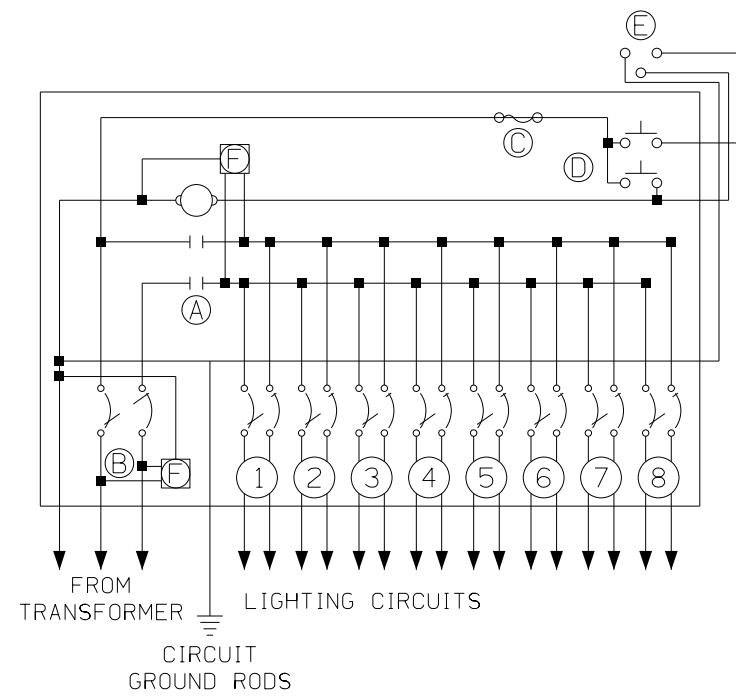 E
C
D
F
A
B
F
1 2 3 4 5 6 7 8
FROM
TRANSFORMER
LIGHTING CIRCUITS
CIRCUIT
GROUND RODS